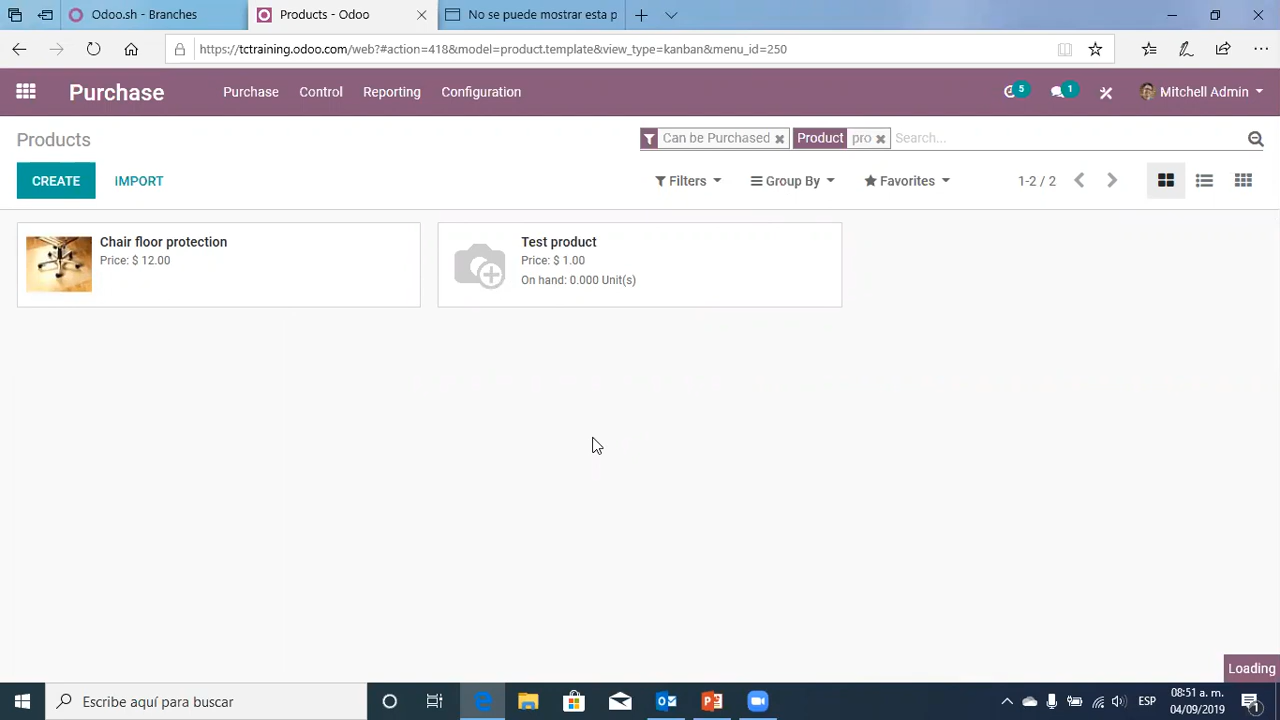 Odoo.sh - Branches
Products - Odoo
No se puede mostrar esta p
https://tctraining.odoo.com/web?#action=418&model=product.template&view_type=kanban&menu_id=250
Purchase
Purchase Control Reporting Configuration
5
1
Mitchell Admin
Products
Can be Purchased
Product pro
Search...
CREATE
IMPORT
Filters
Group By
Favorites
1-2 / 2
Chair floor protection
Price: $ 12.00
Test product
Price: $ 1.00
On hand: 0.000 Unit(s)
Loading
Escribe aquí para buscar
ESP
08:51 a. m.
04/09/2019
1